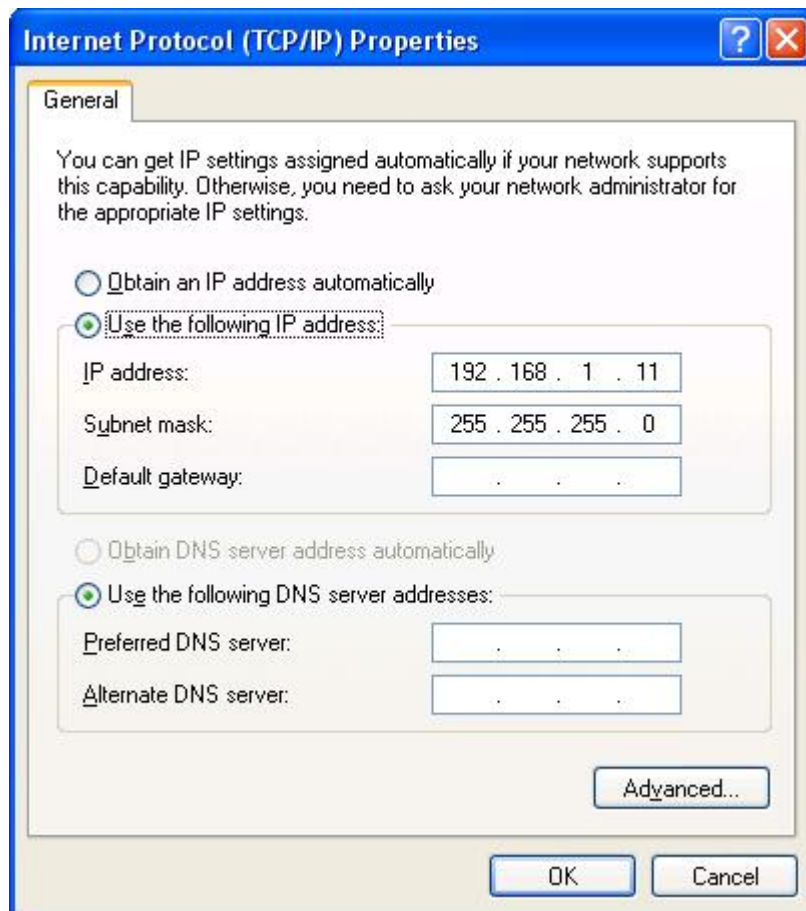 Internet Protocol (TCP/IP) Properties
General
You can get IP settings assigned automatically if your network supports
this capability. Otherwise, you need to ask your network administrator for
the appropriate IP settings.
Obtain an IP address automatically
Use the following IP address:
IP address: 192 . 168 . 1 . 11
Subnet mask: 255 . 255 . 255 . 0
Default gateway: . . .
Obtain DNS server address automatically
Use the following DNS server addresses:
Preferred DNS server: . . .
Alternate DNS server: . . .
Advanced...
OK Cancel